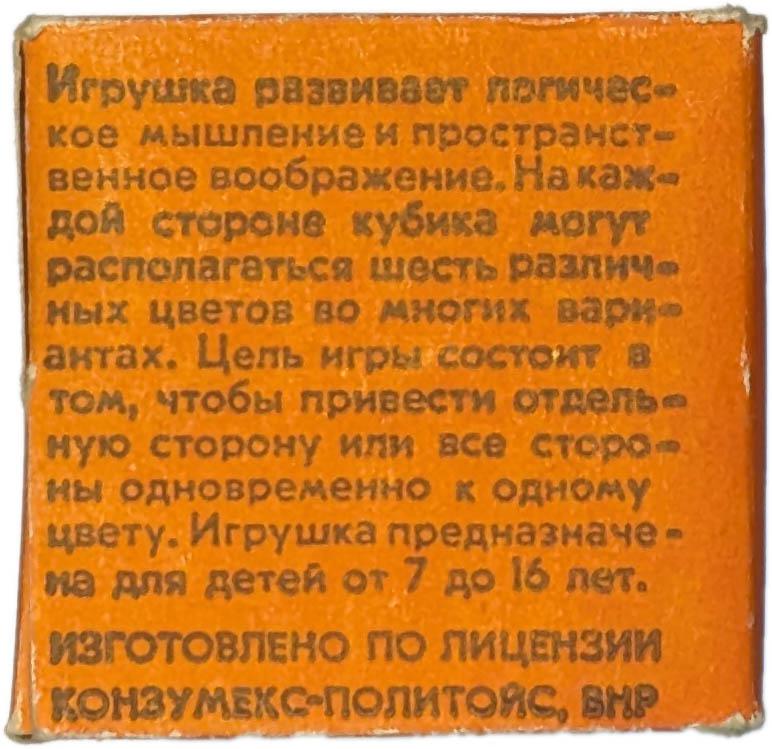 Игрушка развивает логичес-
кое мышление и пространст-
венное воображение. На каж-
дой стороне кубика могут
располагаться шесть различ-
ных цветов во многих вари-
антах. Цель игры состоит в
том, чтобы привести отдель-
ную сторону или все сторо-
ны одновременно к одному
цвету. Игрушка предназначе-
на для детей от 7 до 16 лет.
ИЗГОТОВЛЕНО ПО ЛИЦЕНЗИИ
КОНЗУМЕКС-ПОЛИТОЙС, ВНР